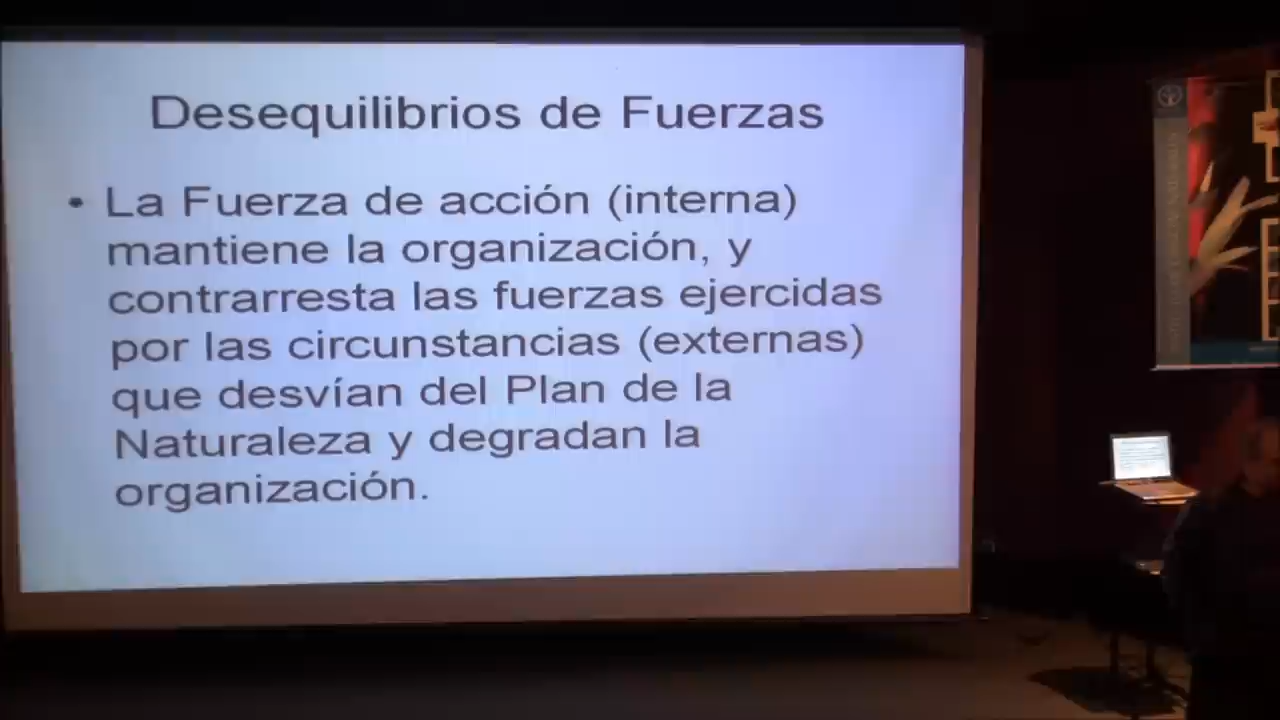 Desequilibrios de Fuerzas
• La Fuerza de acción (interna)
mantiene la organización, y
contrarresta las fuerzas ejercidas
por las circunstancias (externas)
que desvían del Plan de la
Naturaleza y degradan la
organización.